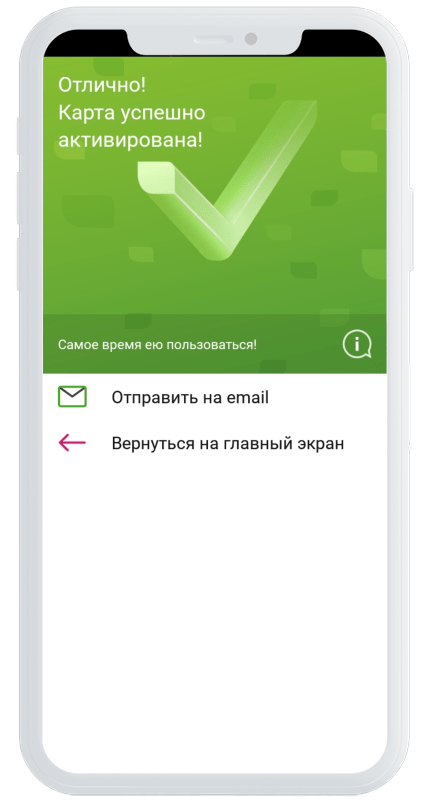 Отлично!
Карта успешно
активирована!
Самое время ею пользоваться!
Отправить на email
Вернуться на главный экран